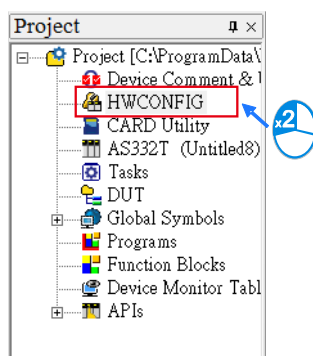 Project
Project [C:\ProgramData\
Device Comment &
HWCONFIG
x2
CARD Utility
AS332T (Untitled8)
Tasks
DUT
Global Symbols
Programs
Function Blocks
Device Monitor Tabl
APIs